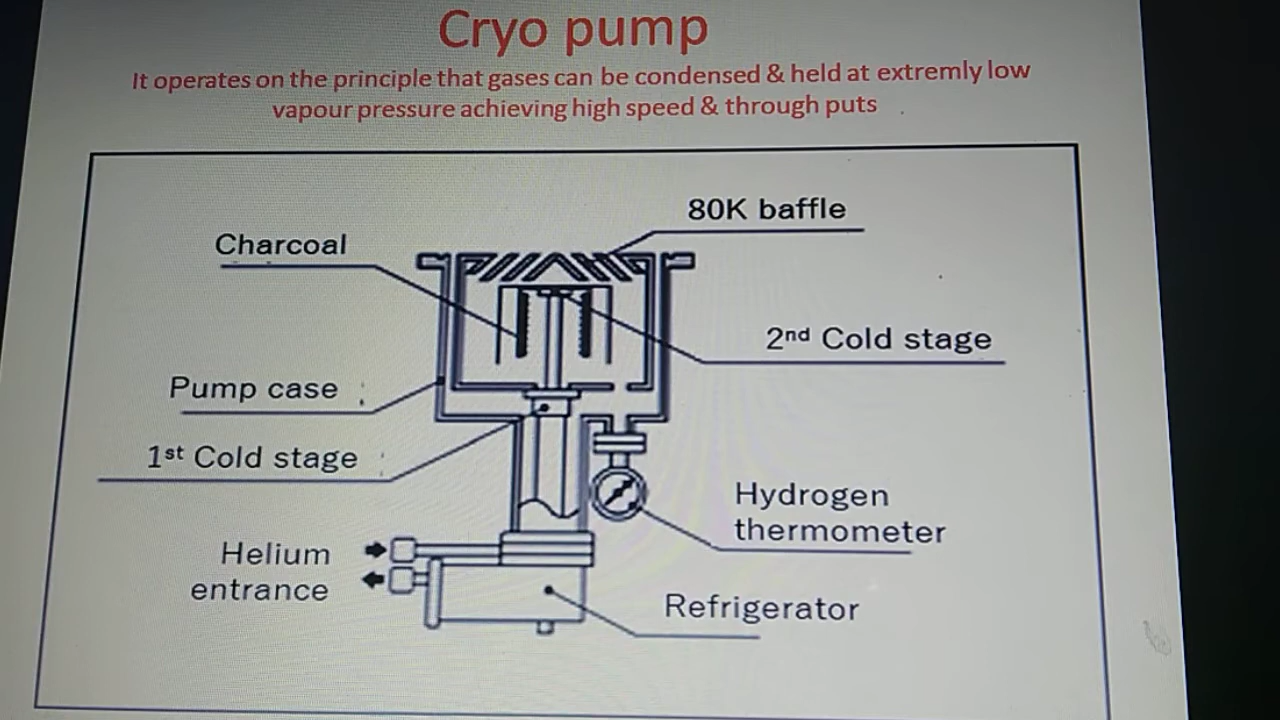 Cryo pump
It operates on the principle that gases can be condensed & held at extremly low
vapour pressure achieving high speed & through puts
80K baffle
Charcoal
2nd Cold stage
Pump case
1st Cold stage
Hydrogen
thermometer
Helium
entrance
Refrigerator